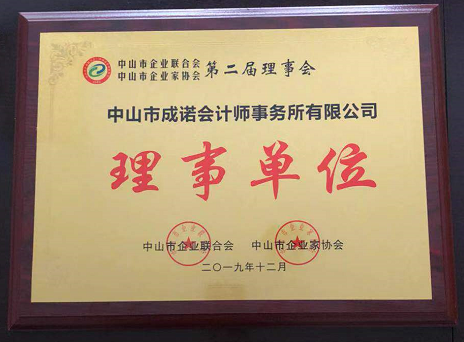 中山市企业联合会
中山市企业家协会
第二届理事会
中山市成诺会计师事务所有限公司
理事单位
中山市企业联合会 中山市企业家协会
二〇一九年十二月